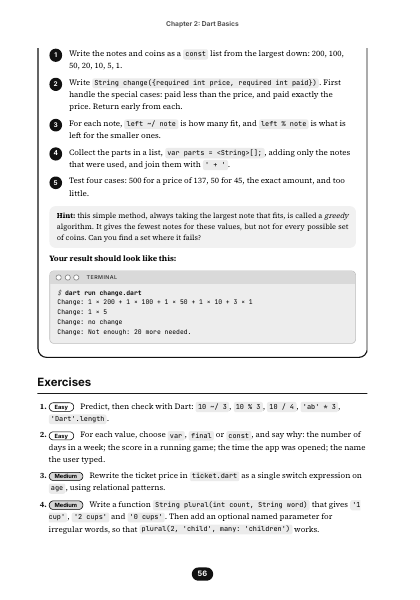 Chapter 2: Dart Basics
1 Write the notes and coins as a const list from the largest down: 200, 100,
50, 20, 10, 5, 1.
2 Write String change({required int price, required int paid}). First
handle the special cases: paid less than the price, and paid exactly the
price. Return early from each.
3 For each note, left ~/ note is how many fit, and left % note is what is
left for the smaller ones.
4 Collect the parts in a list, var parts = <String>[];, adding only the notes
that were used, and join them with ' + '.
5 Test four cases: 500 for a price of 137, 50 for 45, the exact amount, and too
little.
Hint: this simple method, always taking the largest note that fits, is called a greedy
algorithm. It gives the fewest notes for these values, but not for every possible set
of coins. Can you find a set where it fails?
Your result should look like this:
TERMINAL
$ dart run change.dart
Change: 1 × 200 + 1 × 100 + 1 × 50 + 1 × 10 + 3 × 1
Change: 1 × 5
Change: no change
Change: Not enough: 20 more needed.
Exercises
1. Easy Predict, then check with Dart: 10 ~/ 3, 10 % 3, 10 / 4, 'ab' * 3,
'Dart'.length.
2. Easy For each value, choose var, final or const, and say why: the number of
days in a week; the score in a running game; the time the app was opened; the name
the user typed.
3. Medium Rewrite the ticket price in ticket.dart as a single switch expression on
age, using relational patterns.
4. Medium Write a function String plural(int count, String word) that gives '1
cup', '2 cups' and '0 cups'. Then add an optional named parameter for
irregular words, so that plural(2, 'child', many: 'children') works.
56